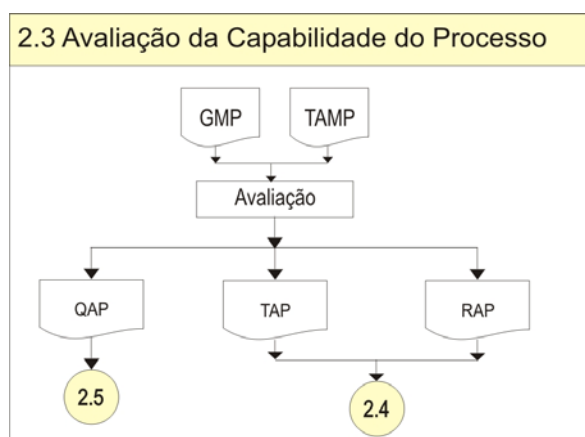 2.3 Avaliação da Capabilidade do Processo
GMP
TAMP
Avaliação
QAP
TAP
RAP
2.5
2.4